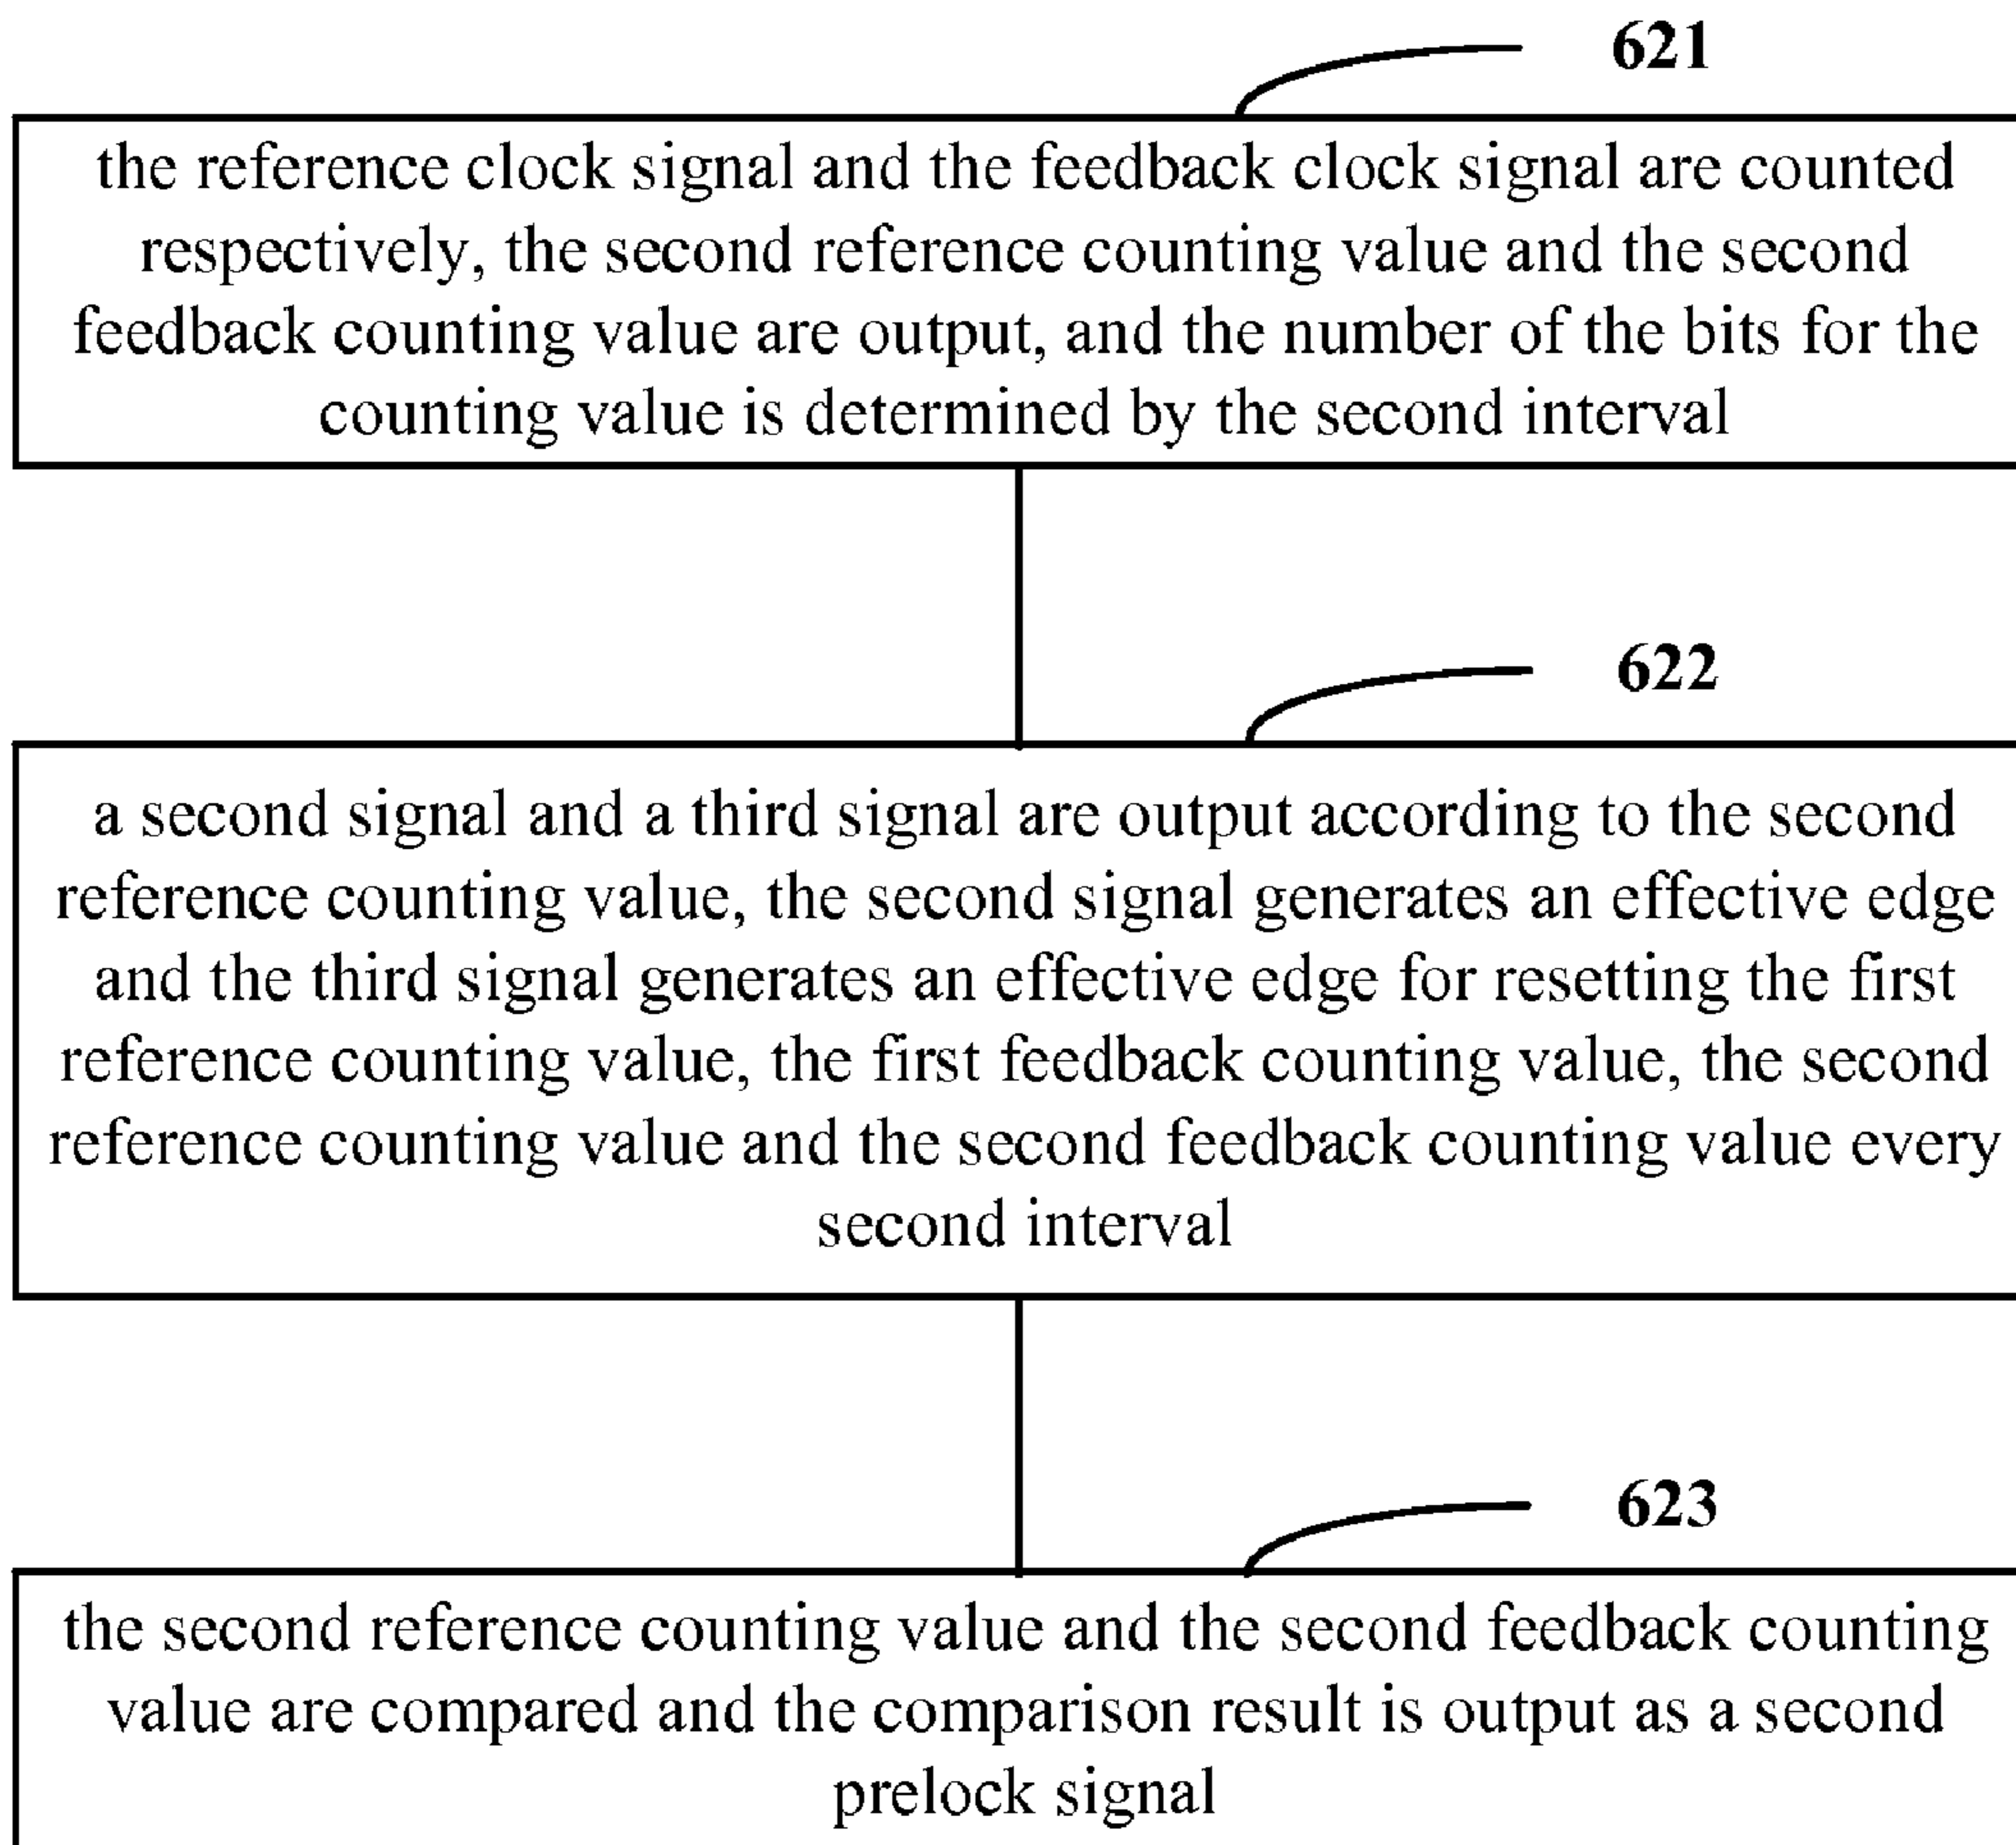 621
the reference clock signal and the feedback clock signal are counted
respectively, the second reference counting value and the second
feedback counting value are output, and the number of the bits for the
counting value is determined by the second interval
622
a second signal and a third signal are output according to the second
reference counting value, the second signal generates an effective edge
and the third signal generates an effective edge for resetting the first
reference counting value, the first feedback counting value, the second
reference counting value and the second feedback counting value every
second interval
623
the second reference counting value and the second feedback counting
value are compared and the comparison result is output as a second
prelock signal